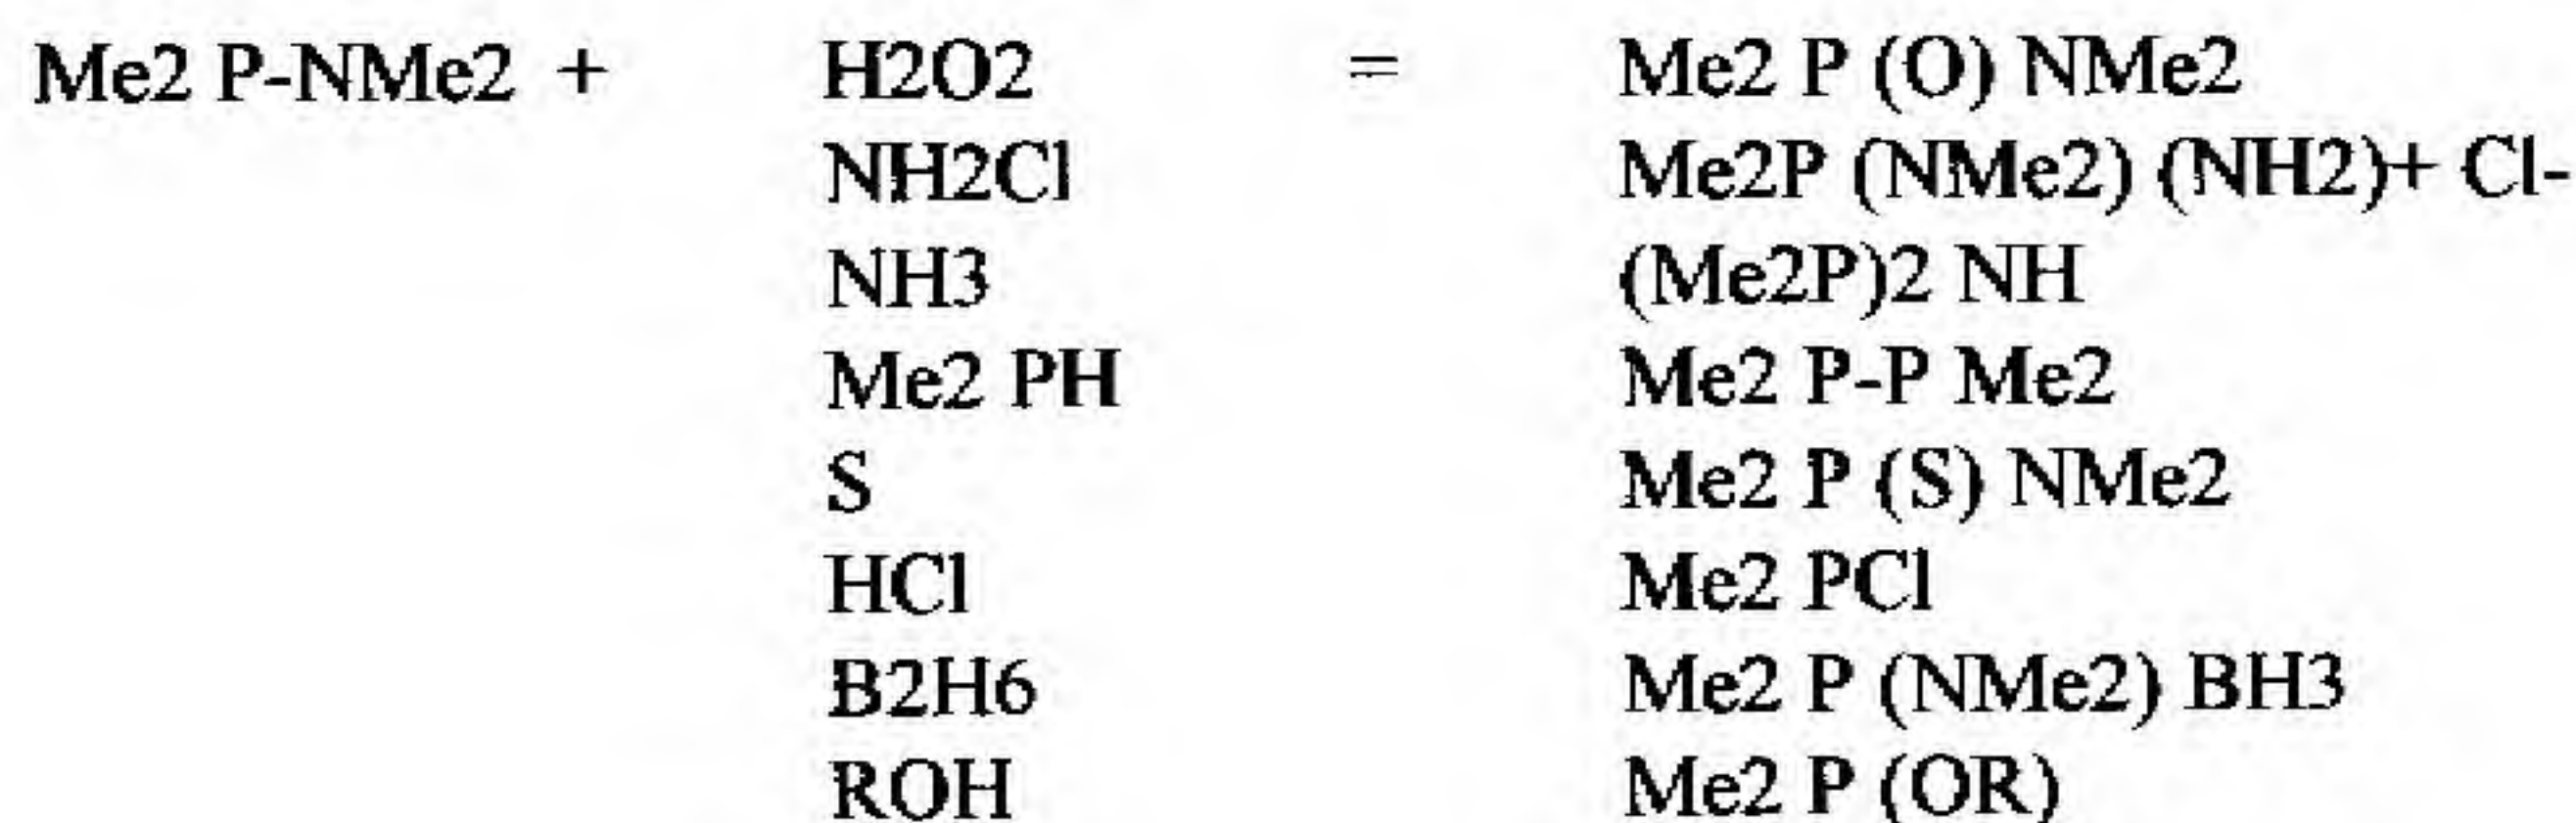 Me2 P-NMe2 + H2O2 = Me2 P (O) NMe2
NH2Cl Me2P (NMe2) (NH2)+ Cl-
NH3 (Me2P)2 NH
Me2 PH Me2 P-P Me2
S Me2 P (S) NMe2
HCl Me2 PCl
B2H6 Me2 P (NMe2) BH3
ROH Me2 P (OR)